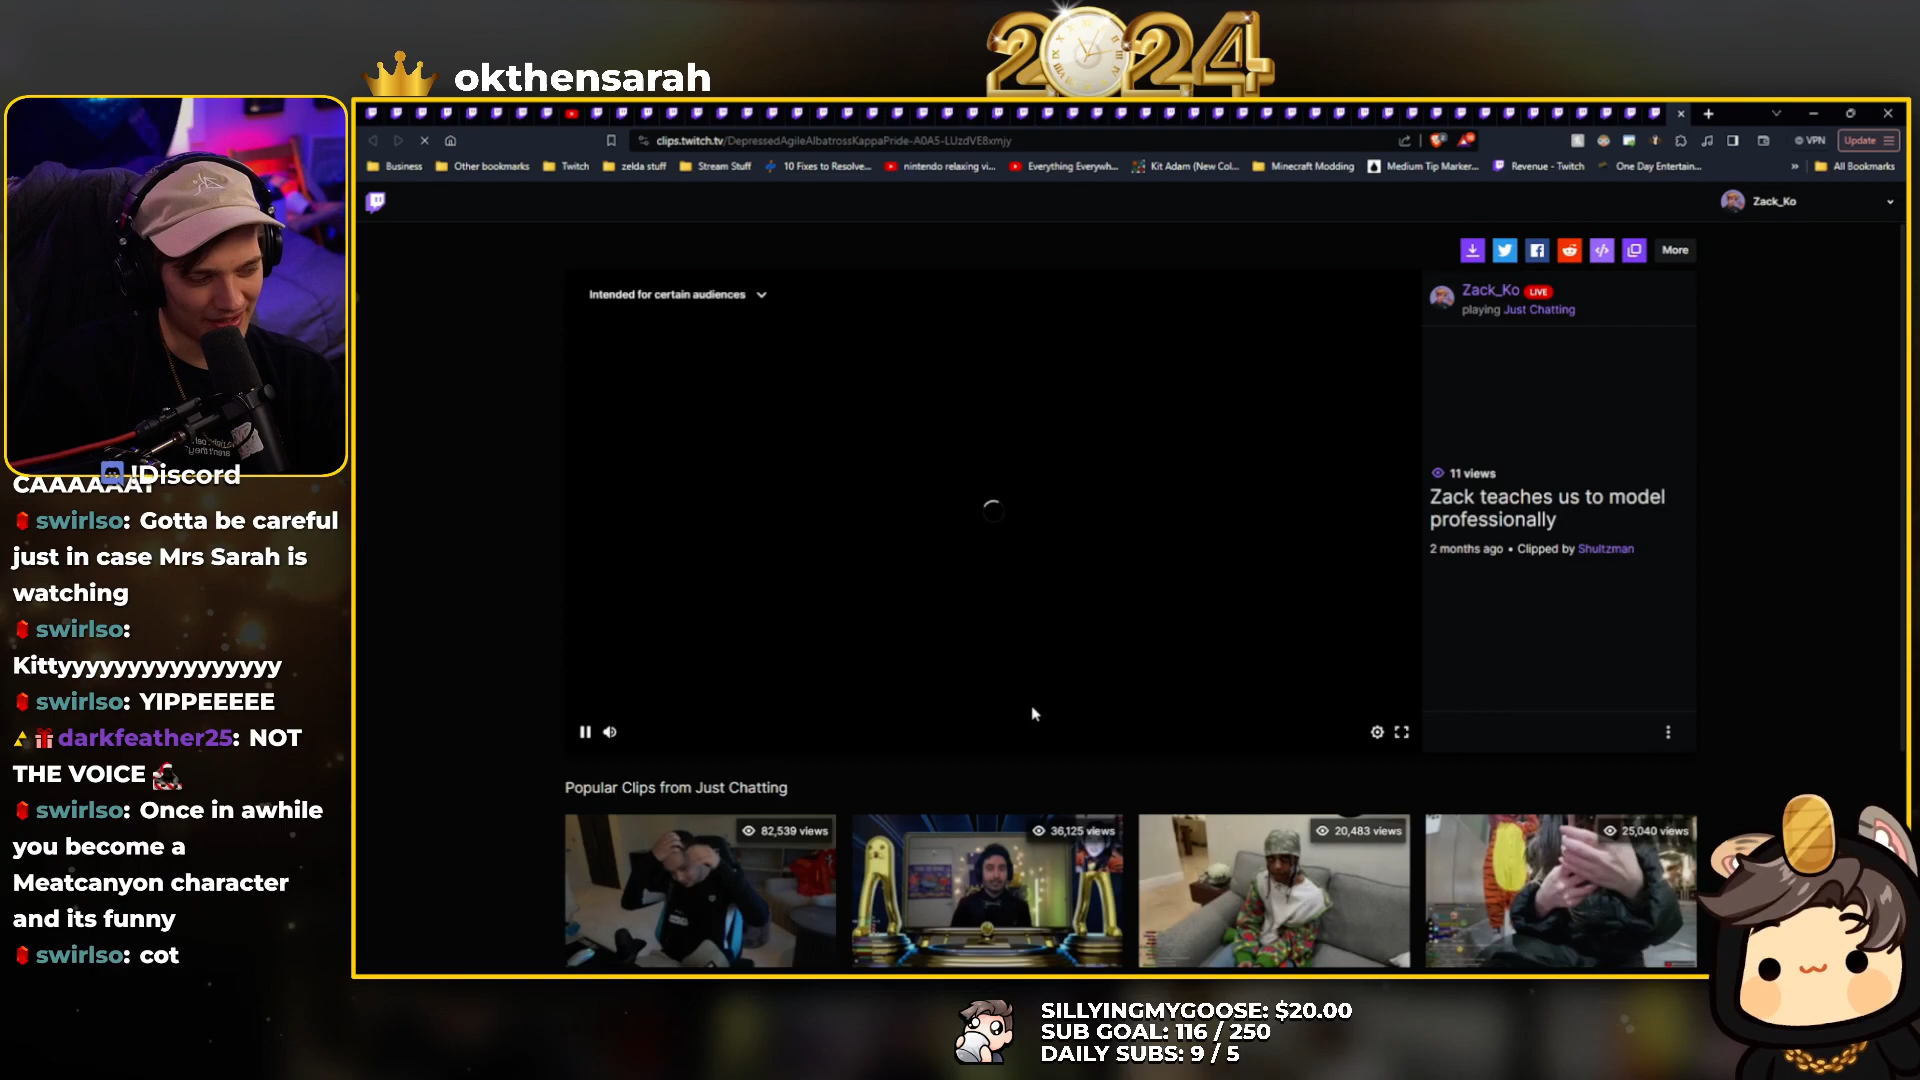 2024
okthensarah
clips.twitch.tv/DepressedAgileAlbatrossKappaPride-A0A5-LUzdVE8xmjy
VPN
Update
Business
Other bookmarks
Twitch
zelda stuff
Stream Stuff
10 Fixes to Resolve...
nintendo relaxing vi...
Everything Everywh...
Kit Adam (New Col...
Minecraft Modding
Medium Tip Marker...
Revenue - Twitch
One Day Entertain...
All Bookmarks
Zack_Ko
More
Intended for certain audiences
Zack_Ko LIVE
playing Just Chatting
11 views
Zack teaches us to model
professionally
2 months ago • Clipped by Shultzman
Popular Clips from Just Chatting
82,539 views
36,125 views
20,483 views
25,040 views
!Discord
CAAAAAAT
swirlso: Gotta be careful
just in case Mrs Sarah is
watching
swirlso:
Kittyyyyyyyyyyyyyyyy
swirlso: YIPPEEEEE
darkfeather25: NOT
THE VOICE
swirlso: Once in awhile
you become a
Meatcanyon character
and its funny
swirlso: cot
SILLYINGMYGOOSE: $20.00
SUB GOAL: 116 / 250
DAILY SUBS: 9 / 5